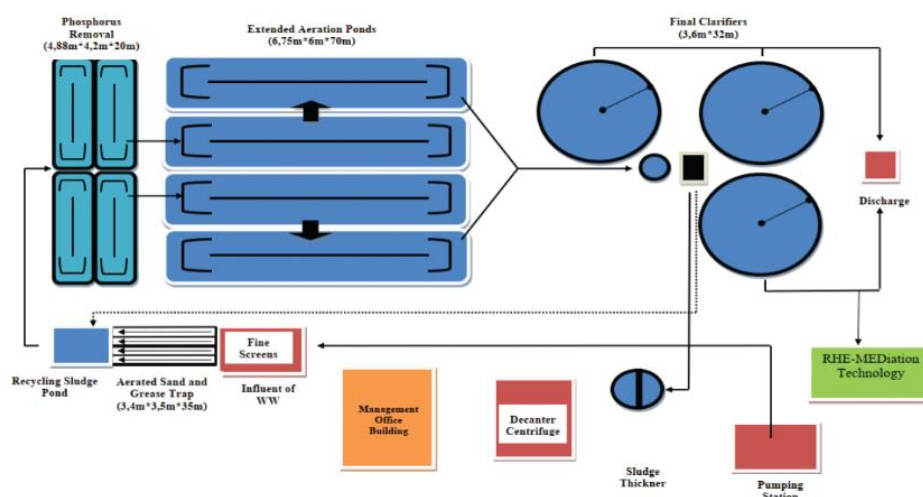 Phosphorus Removal
(4,88m*4,2m*20m)
Extended Aeration Ponds
(6,75m*6m*70m)
Final Clarifiers
(3,6m*32m)
Discharge
Fine
Screens
RHE-MEDiation
Technology
Recycling Sludge
Pond
Aerated Sand and
Grease Trap
(3,4m*3,5m*35m)
Influent of
WW
Management
Office
Building
Decanter
Centrifuge
Sludge
Thickner
Pumping
Station